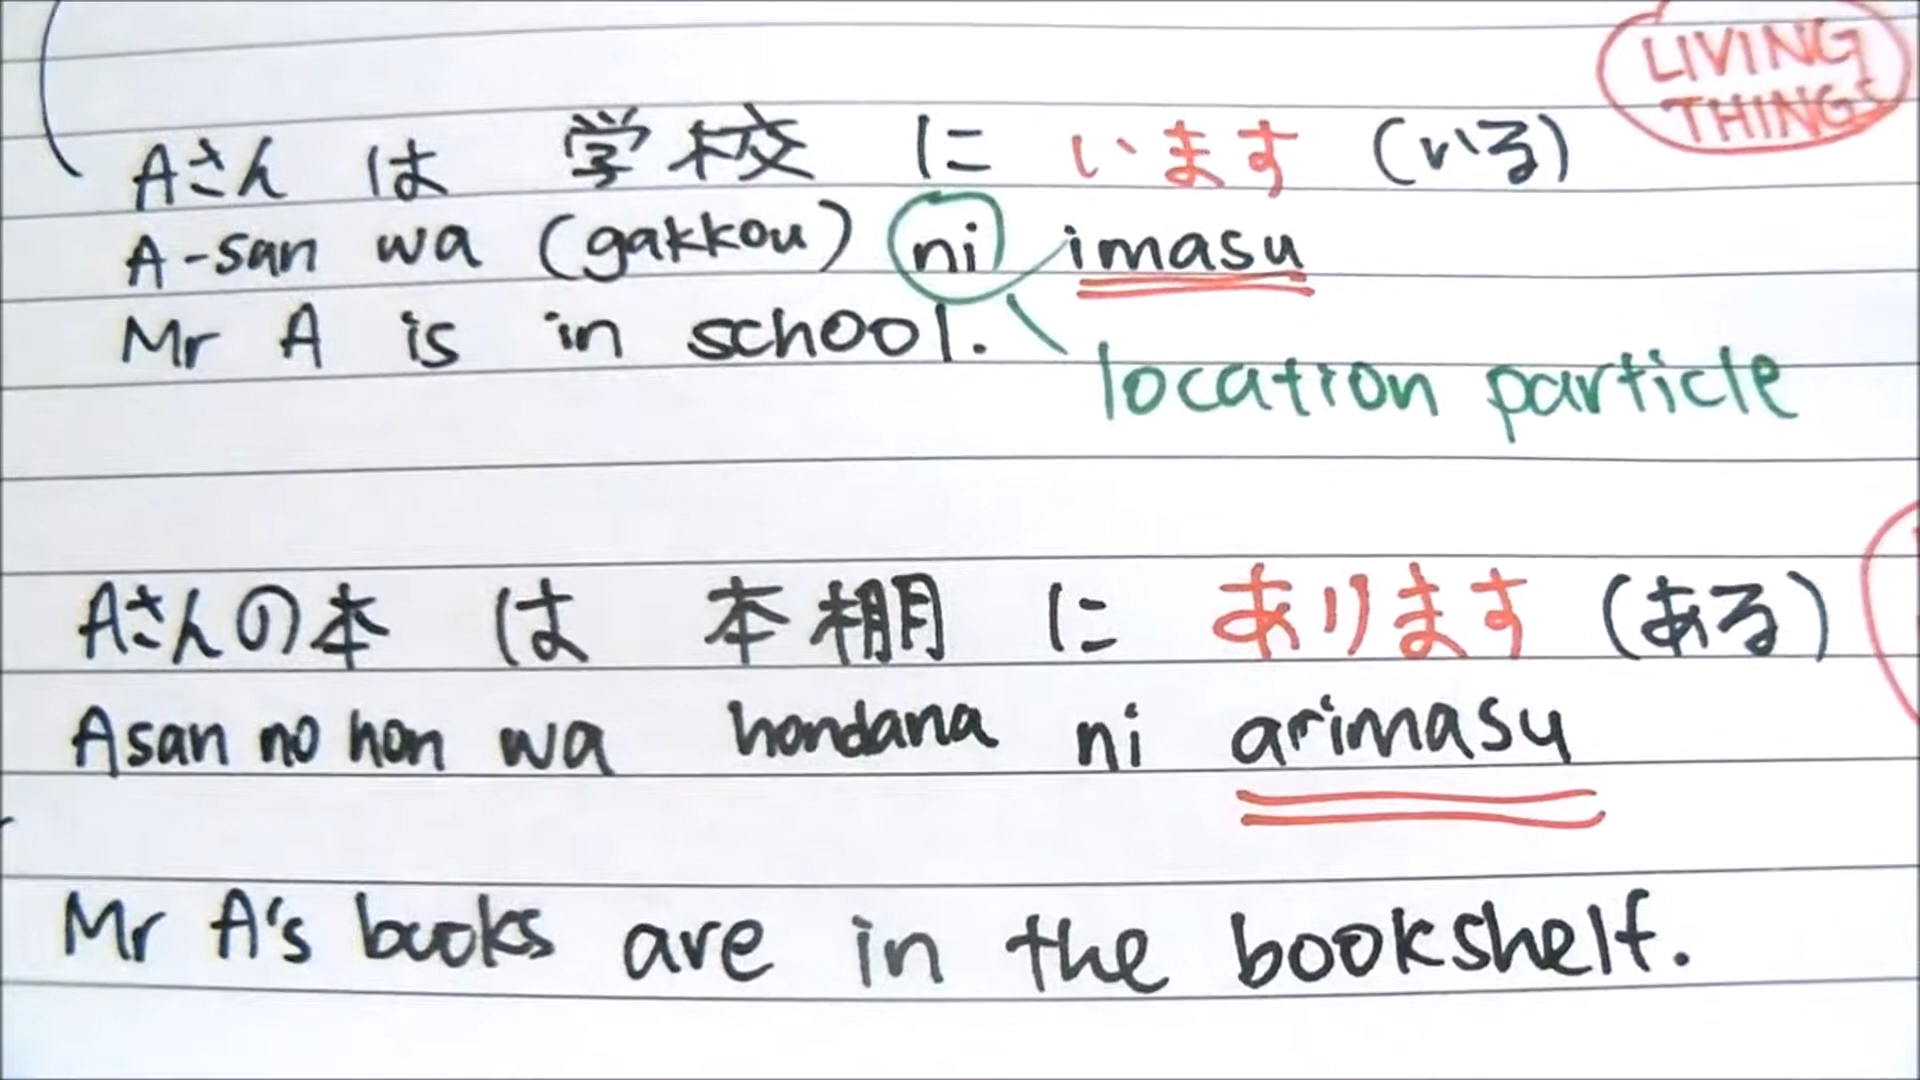 LIVING
THINGS
Aさん は 学校 に います (いる)
A-san wa (gakkou) ni imasu
Mr A is in school.
location particle
Aさんの本 は 本棚 に あります (ある)
Asan no hon wa hondana ni arimasu
Mr A's books are in the bookshelf.